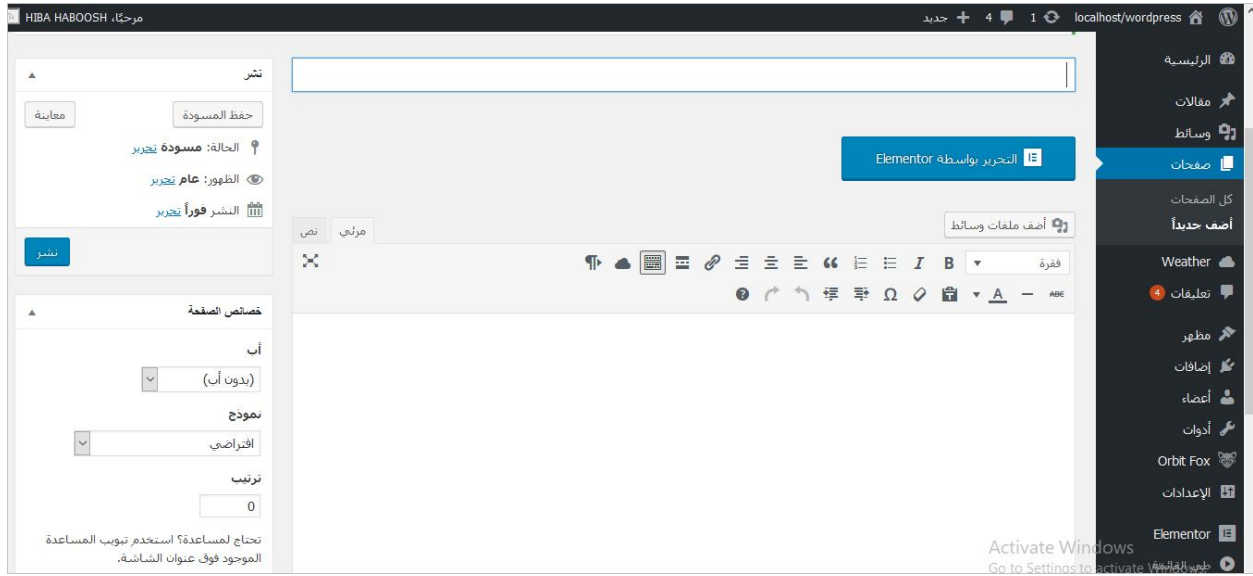 localhost/wordpress 1 4 جديد
مرحبًا، HIBA HABOOSH
الرئيسية
مقالات
وسائط
صفحات
كل الصفحات
أضف جديداً
Weather
تعليقات 4
مظهر
إضافات
أعضاء
أدوات
Orbit Fox
الإعدادات
Elementor
طي القائمة
التحرير بواسطة Elementor
أضف ملفات وسائط
مرئي
نص
فقرة
B I
ABE A Ω
نشر
حفظ المسودة
معاينة
الحالة: مسودة تحرير
الظهور: عام تحرير
النشر فوراً تحرير
نشر
خصائص الصفحة
أب
(بدون أب)
نموذج
افتراضي
ترتيب
0
تحتاج لمساعدة؟ استخدم تبويب المساعدة
الموجود فوق عنوان الشاشة.
Activate Windows
Go to Settings to activate Windows.